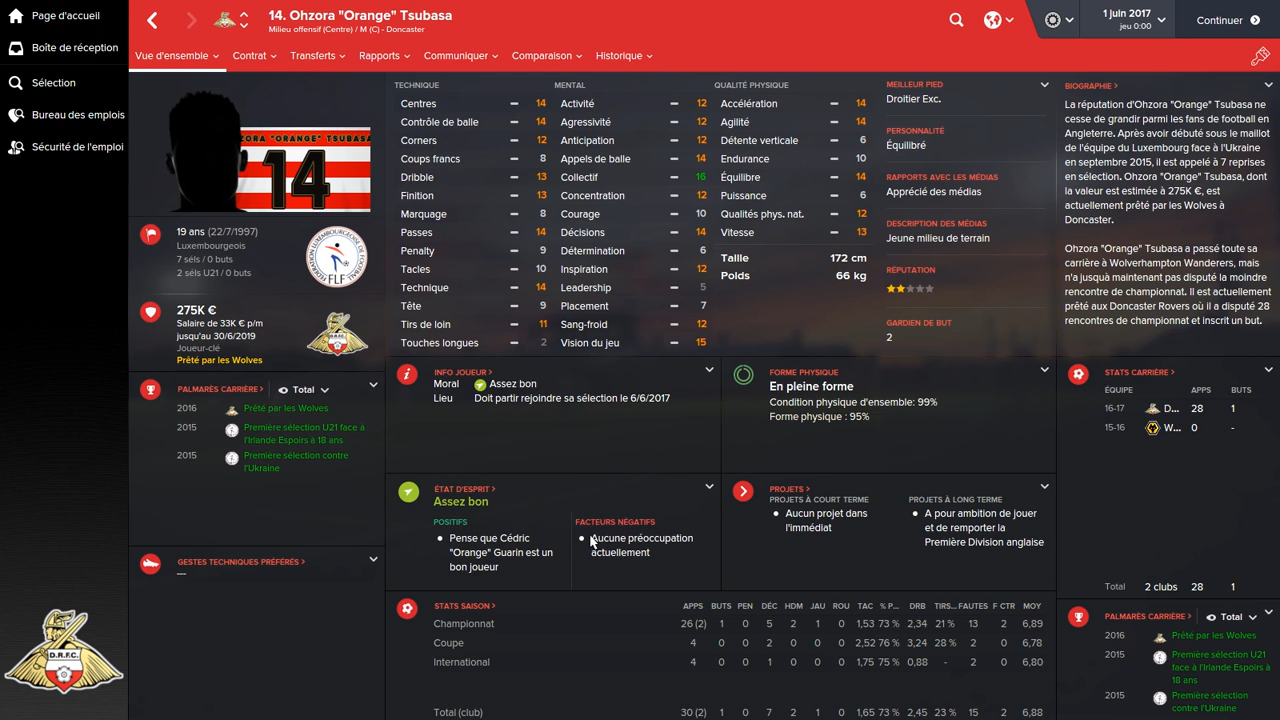 Page d'accueil
Boîte de réception
Sélection
Bureau des emplois
Sécurité de l'emploi
14. Ohzora "Orange" Tsubasa
Milieu offensif (Centre) / M (C) - Doncaster
1 juin 2017
jeu 0:00
Continuer
Vue d'ensemble Contrat Transferts Rapports Communiquer Comparaison Historique
OHZORA "ORANGE" TSUBASA
14
19 ans (22/7/1997)
Luxembourgeois
7 séls / 0 buts
2 séls U21 / 0 buts
FLF
275K €
Salaire de 33K € p/m
jusqu'au 30/6/2019
Joueur-clé
Prêté par les Wolves
TECHNIQUE MENTAL QUALITÉ PHYSIQUE
Centres 14 Activité 12 Accélération 14
Contrôle de balle 14 Agressivité 12 Agilité 14
Corners 12 Anticipation 12 Détente verticale 6
Coups francs 8 Appels de balle 14 Endurance 10
Dribble 13 Collectif 16 Équilibre 14
Finition 13 Concentration 12 Puissance 6
Marquage 8 Courage 10 Qualités phys. nat. 12
Passes 14 Décisions 14 Vitesse 13
Penalty 9 Détermination 6
Tacles 10 Inspiration 12
Technique 14 Leadership 5
Tête 9 Placement 7
Tirs de loin 11 Sang-froid 12
Touches longues 2 Vision du jeu 15
Taille 172 cm
Poids 66 kg
MEILLEUR PIED
Droitier Exc.
PERSONNALITÉ
Équilibré
RAPPORTS AVEC LES MÉDIAS
Apprécié des médias
DESCRIPTION DES MÉDIAS
Jeune milieu de terrain
RÉPUTATION
GARDIEN DE BUT
2
BIOGRAPHIE >
La réputation d'Ohzora "Orange" Tsubasa ne
cesse de grandir parmi les fans de football en
Angleterre. Après avoir débuté sous le maillot
de l'équipe du Luxembourg face à l'Ukraine
en septembre 2015, il est appelé à 7 reprises
en sélection. Ohzora "Orange" Tsubasa, dont
la valeur est estimée à 275K €, est
actuellement prêté par les Wolves à
Doncaster.
Ohzora "Orange" Tsubasa a passé toute sa
carrière à Wolverhampton Wanderers, mais
n'a jusqu'à maintenant pas disputé la moindre
rencontre de championnat. Il est actuellement
prêté aux Doncaster Rovers où il a disputé 28
rencontres de championnat et inscrit un but.
PALMARÈS CARRIÈRE > Total
2016 Prêté par les Wolves
2015 Première sélection U21 face à
l'Irlande Espoirs à 18 ans
2015 Première sélection contre
l'Ukraine
INFO JOUEUR >
Moral Assez bon
Lieu Doit partir rejoindre sa sélection le 6/6/2017
FORME PHYSIQUE >
En pleine forme
Condition physique d'ensemble: 99%
Forme physique : 95%
STATS CARRIÈRE >
ÉQUIPE APPS BUTS
16-17 D... 28 1
15-16 W... 0 -
Total 2 clubs 28 1
ÉTAT D'ESPRIT >
Assez bon
POSITIFS
Pense que Cédric
"Orange" Guarin est un
bon joueur
FACTEURS NÉGATIFS
Aucune préoccupation
actuellement
PROJETS >
PROJETS À COURT TERME
Aucun projet dans
l'immédiat
PROJETS À LONG TERME
A pour ambition de jouer
et de remporter la
Première Division anglaise
GESTES TECHNIQUES PRÉFÉRÉS >
---
D.R.F.C.
STATS SAISON > APPS BUTS PEN DÉC HDM JAU ROU TAC % P... DRB TIRS... FAUTES F CTR MOY
Championnat 26 (2) 1 0 5 2 1 0 1,53 73 % 2,34 21 % 13 2 6,89
Coupe 4 0 0 2 0 0 0 2,52 76 % 3,24 28 % 2 0 6,78
International 4 0 0 1 0 0 0 1,75 75 % 0,88 - 2 0 6,80
Total (club) 30 (2) 1 0 7 2 1 0 1,65 73 % 2,45 23 % 15 2 6,88
PALMARÈS CARRIÈRE > Total
2016 Prêté par les Wolves
2015 Première sélection U21
face à l'Irlande Espoirs à
18 ans
2015 Première sélection
contre l'Ukraine